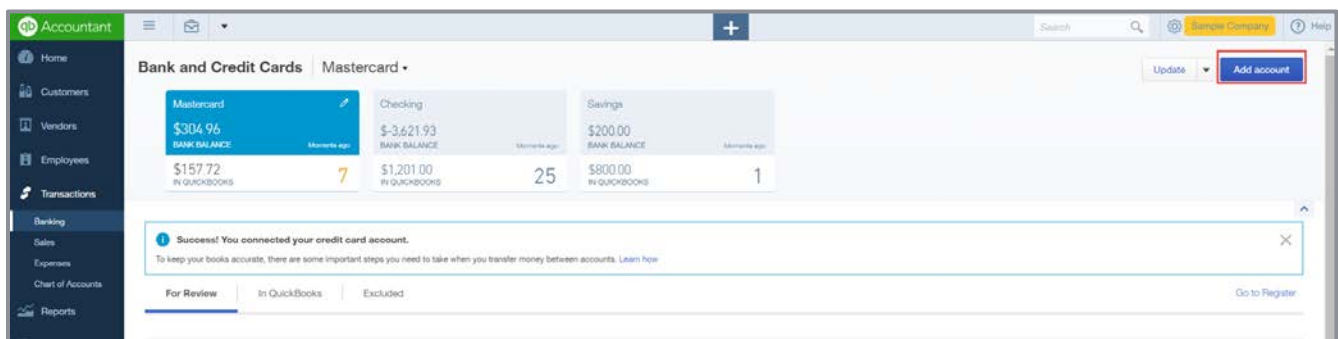 qb Accountant
Search
Sample Company
? Help
Home
Customers
Vendors
Employees
Transactions
Banking
Sales
Expenses
Chart of Accounts
Reports
Bank and Credit Cards Mastercard
Update
Add account
Mastercard
$304.96
BANK BALANCE Moments ago
$157.72
IN QUICKBOOKS
7
Checking
$-3,621.93
BANK BALANCE Moments ago
$1,201.00
IN QUICKBOOKS
25
Savings
$200.00
BANK BALANCE Moments ago
$800.00
IN QUICKBOOKS
1
Success! You connected your credit card account.
To keep your books accurate, there are some important steps you need to take when you transfer money between accounts. Learn how
For Review In QuickBooks Excluded
Go to Register